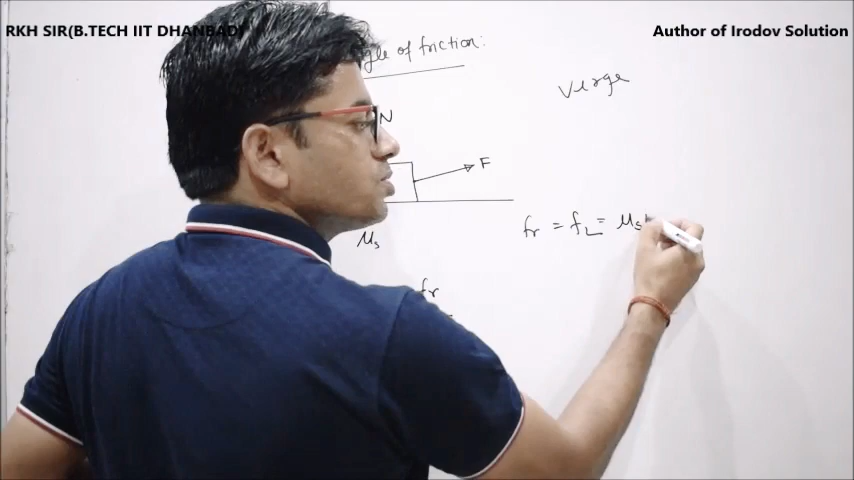 RKH SIR(B.TECH IIT DHANBAD)
Author of Irodov Solution
gle of friction:
Verge
N
F
fr = fL = μs
μs
fr